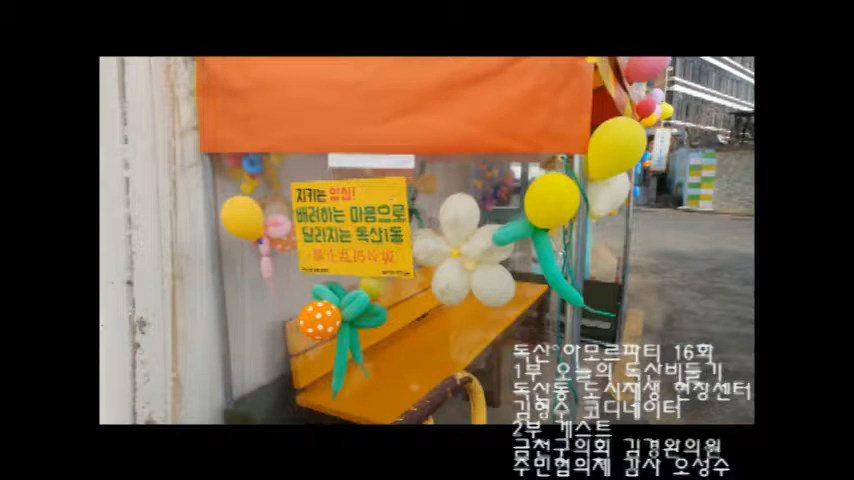 지키는 양심!
배려하는 마음으로
달라지는 독산1동
독산°아모르파티 16회
1부 오늘의 독산비틀기
독산동 도시재생 현장센터
김형수 코디네이터
2부 게스트
금천구의회 김경완의원
주민협의체 감사 오성수